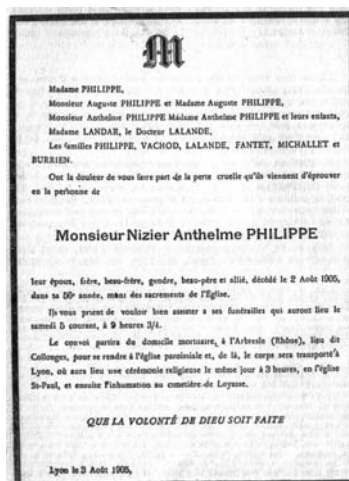 M
Madame PHILIPPE,
Monsieur Auguste PHILIPPE et Madame Auguste PHILIPPE,
Monsieur Anthelme PHILIPPE Madame Anthelme PHILIPPE et leurs enfants,
Madame LANDAR, le Docteur LALANDE,
Les familles PHILIPPE, VACHOD, LALANDE, FANTET, MICHALLET et
BURRIEN.
Ont la douleur de vous faire part de la perte cruelle qu'ils viennent d'éprouver
en la personne de
Monsieur Nizier Anthelme PHILIPPE
leur époux, frère, beau-frère, gendre, beau-père et allié, décédé le 2 Août 1905,
dans sa 56e année, muni des sacrements de l'Église.
Ils vous prient de vouloir bien assister a ses funérailles qui auront lieu le
samedi 5 courant, à 9 heures 3/4.
Le convoi partira du domicile mortuaire, à l'Arbresle (Rhône), lieu dit
Collonges, pour se rendre à l'église paroissiale et, de là, le corps sera transporté à
Lyon, où aura lieu une cérémonie religieuse le même jour à 3 heures, en l'église
St-Paul, et ensuite l'inhumation au cimetière de Loyasse.
QUE LA VOLONTÉ DE DIEU SOIT FAITE
Lyon le 3 Août 1905,